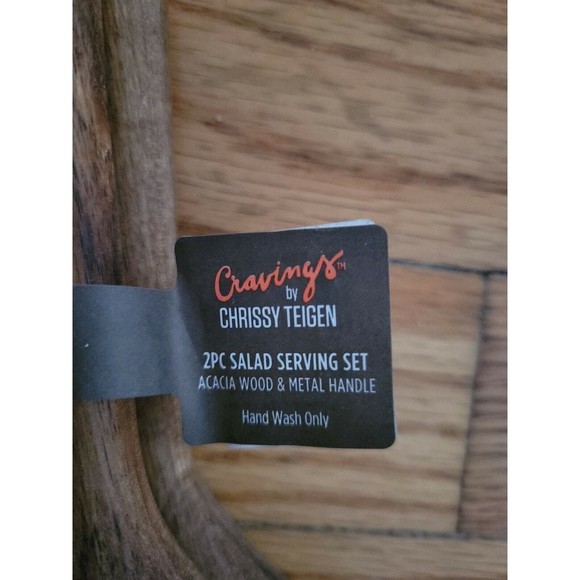 Cravings™
by
CHRISSY TEIGEN
2PC SALAD SERVING SET
ACACIA WOOD & METAL HANDLE
Hand Wash Only